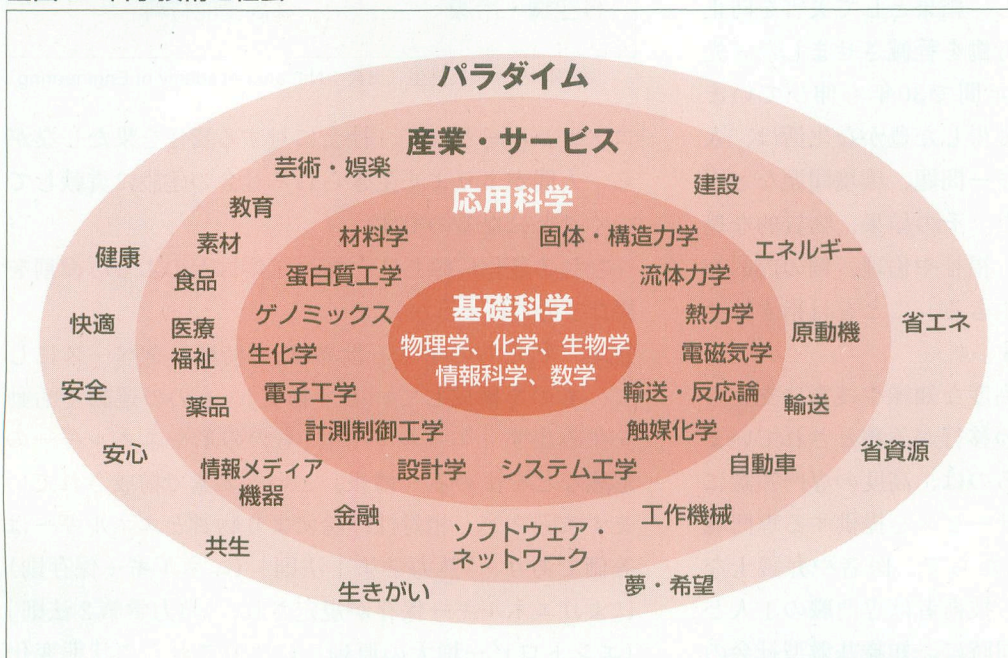 パラダイム
産業・サービス
芸術・娯楽
建設
応用科学
教育
材料学
固体・構造力学
素材
エネルギー
健康
食品
蛋白質工学
流体力学
基礎科学
ゲノミックス
熱力学
快適
医療
福祉
物理学、化学、生物学
情報科学、数学
生化学
電磁気学
原動機
省エネ
安全
薬品
電子工学
輸送・反応論
輸送
計測制御工学
触媒化学
安心
情報メディア
機器
設計学
システム工学
自動車
省資源
金融
ソフトウェア・
ネットワーク
工作機械
共生
生きがい
夢・希望